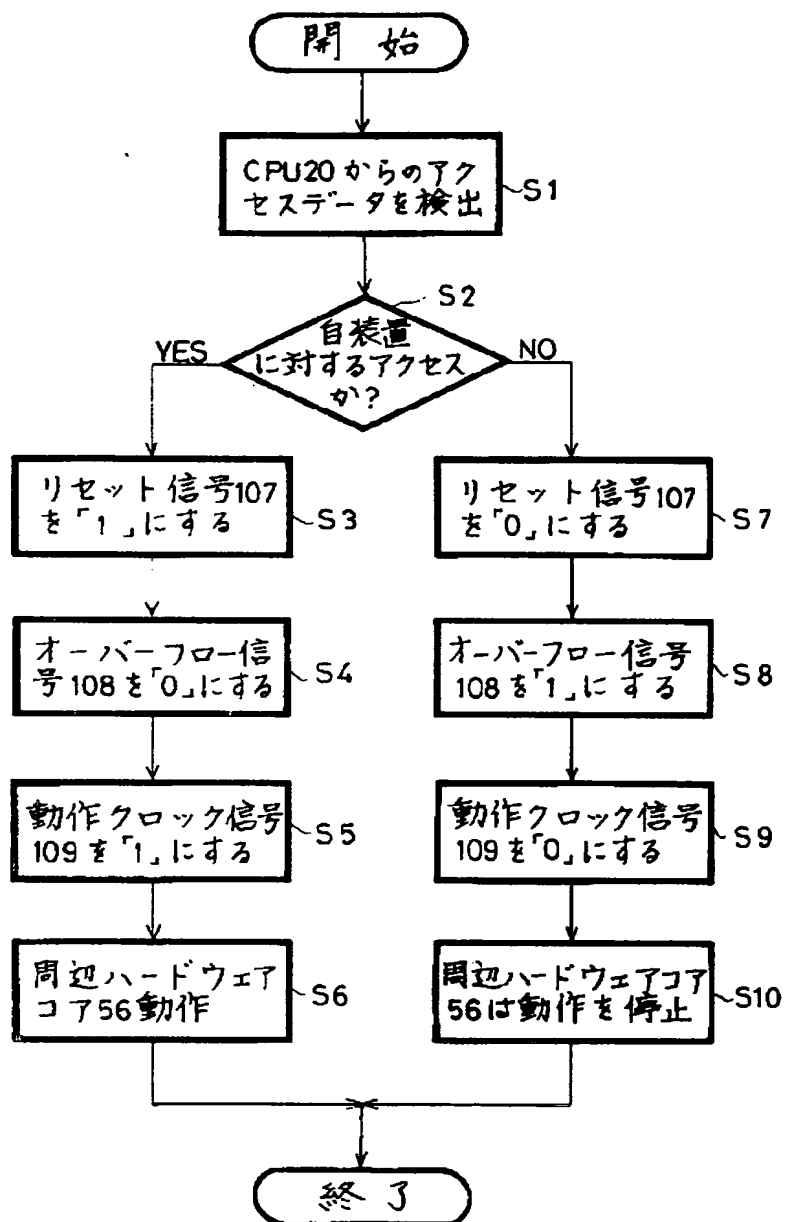 開 始
CPU20からのアク
セスデータを検出
S1
S2
自装置
に対するアクセス
か?
YES
NO
リセット信号107
を「1」にする
S3
オーバーフロー信
号108を「0」にする
S4
動作クロック信号
109を「1」にする
S5
周辺ハードウェア
コア56動作
S6
リセット信号107
を「0」にする
S7
オーバーフロー信号
108を「1」にする
S8
動作クロック信号
109を「0」にする
S9
周辺ハードウェアコア
56は動作を停止
S10
終 了